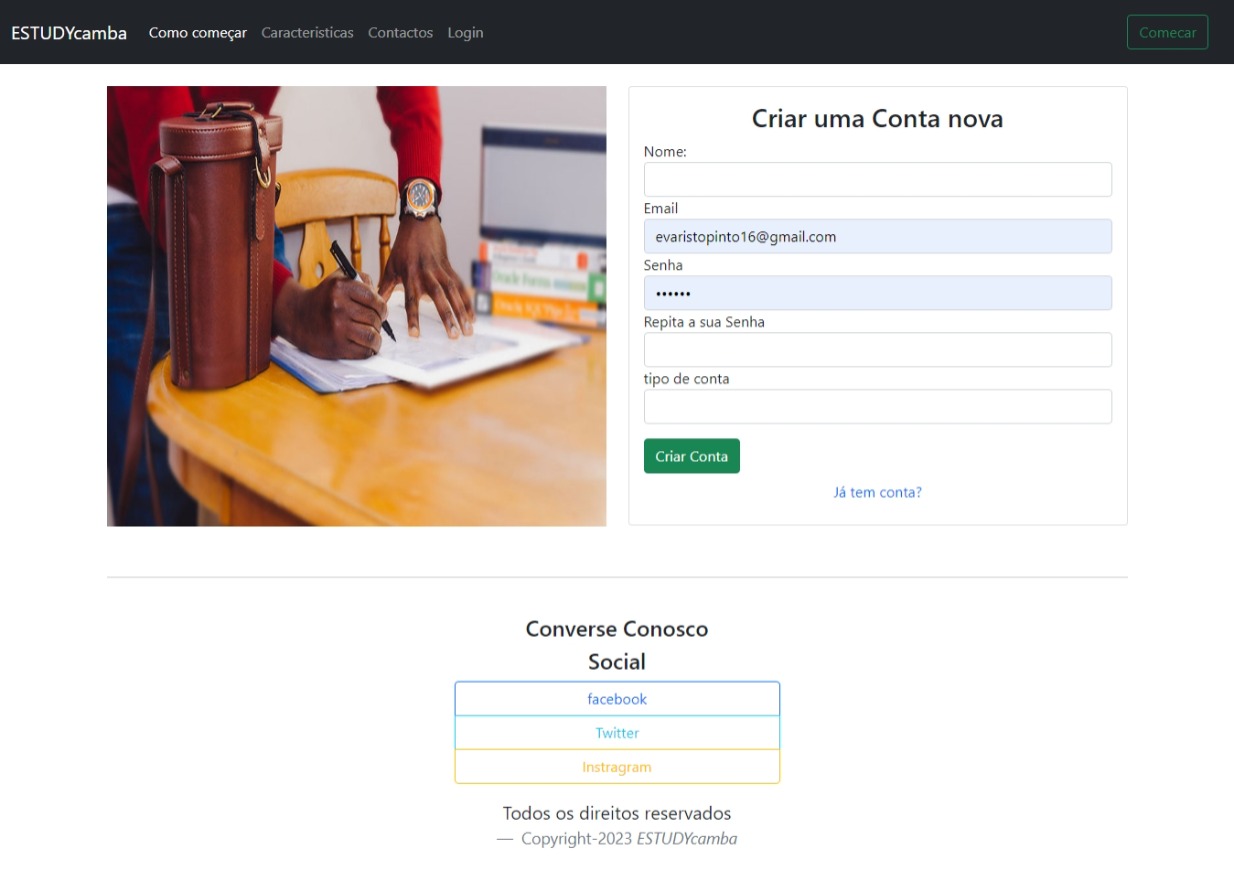 ESTUDYcamba Como começar Caracteristicas Contactos Login Comecar
Criar uma Conta nova
Nome:
Email
evaristopinto16@gmail.com
Senha
••••••
Repita a sua Senha
tipo de conta
Criar Conta
Já tem conta?
Converse Conosco
Social
facebook
Twitter
Instragram
Todos os direitos reservados
— Copyright-2023 ESTUDYcamba